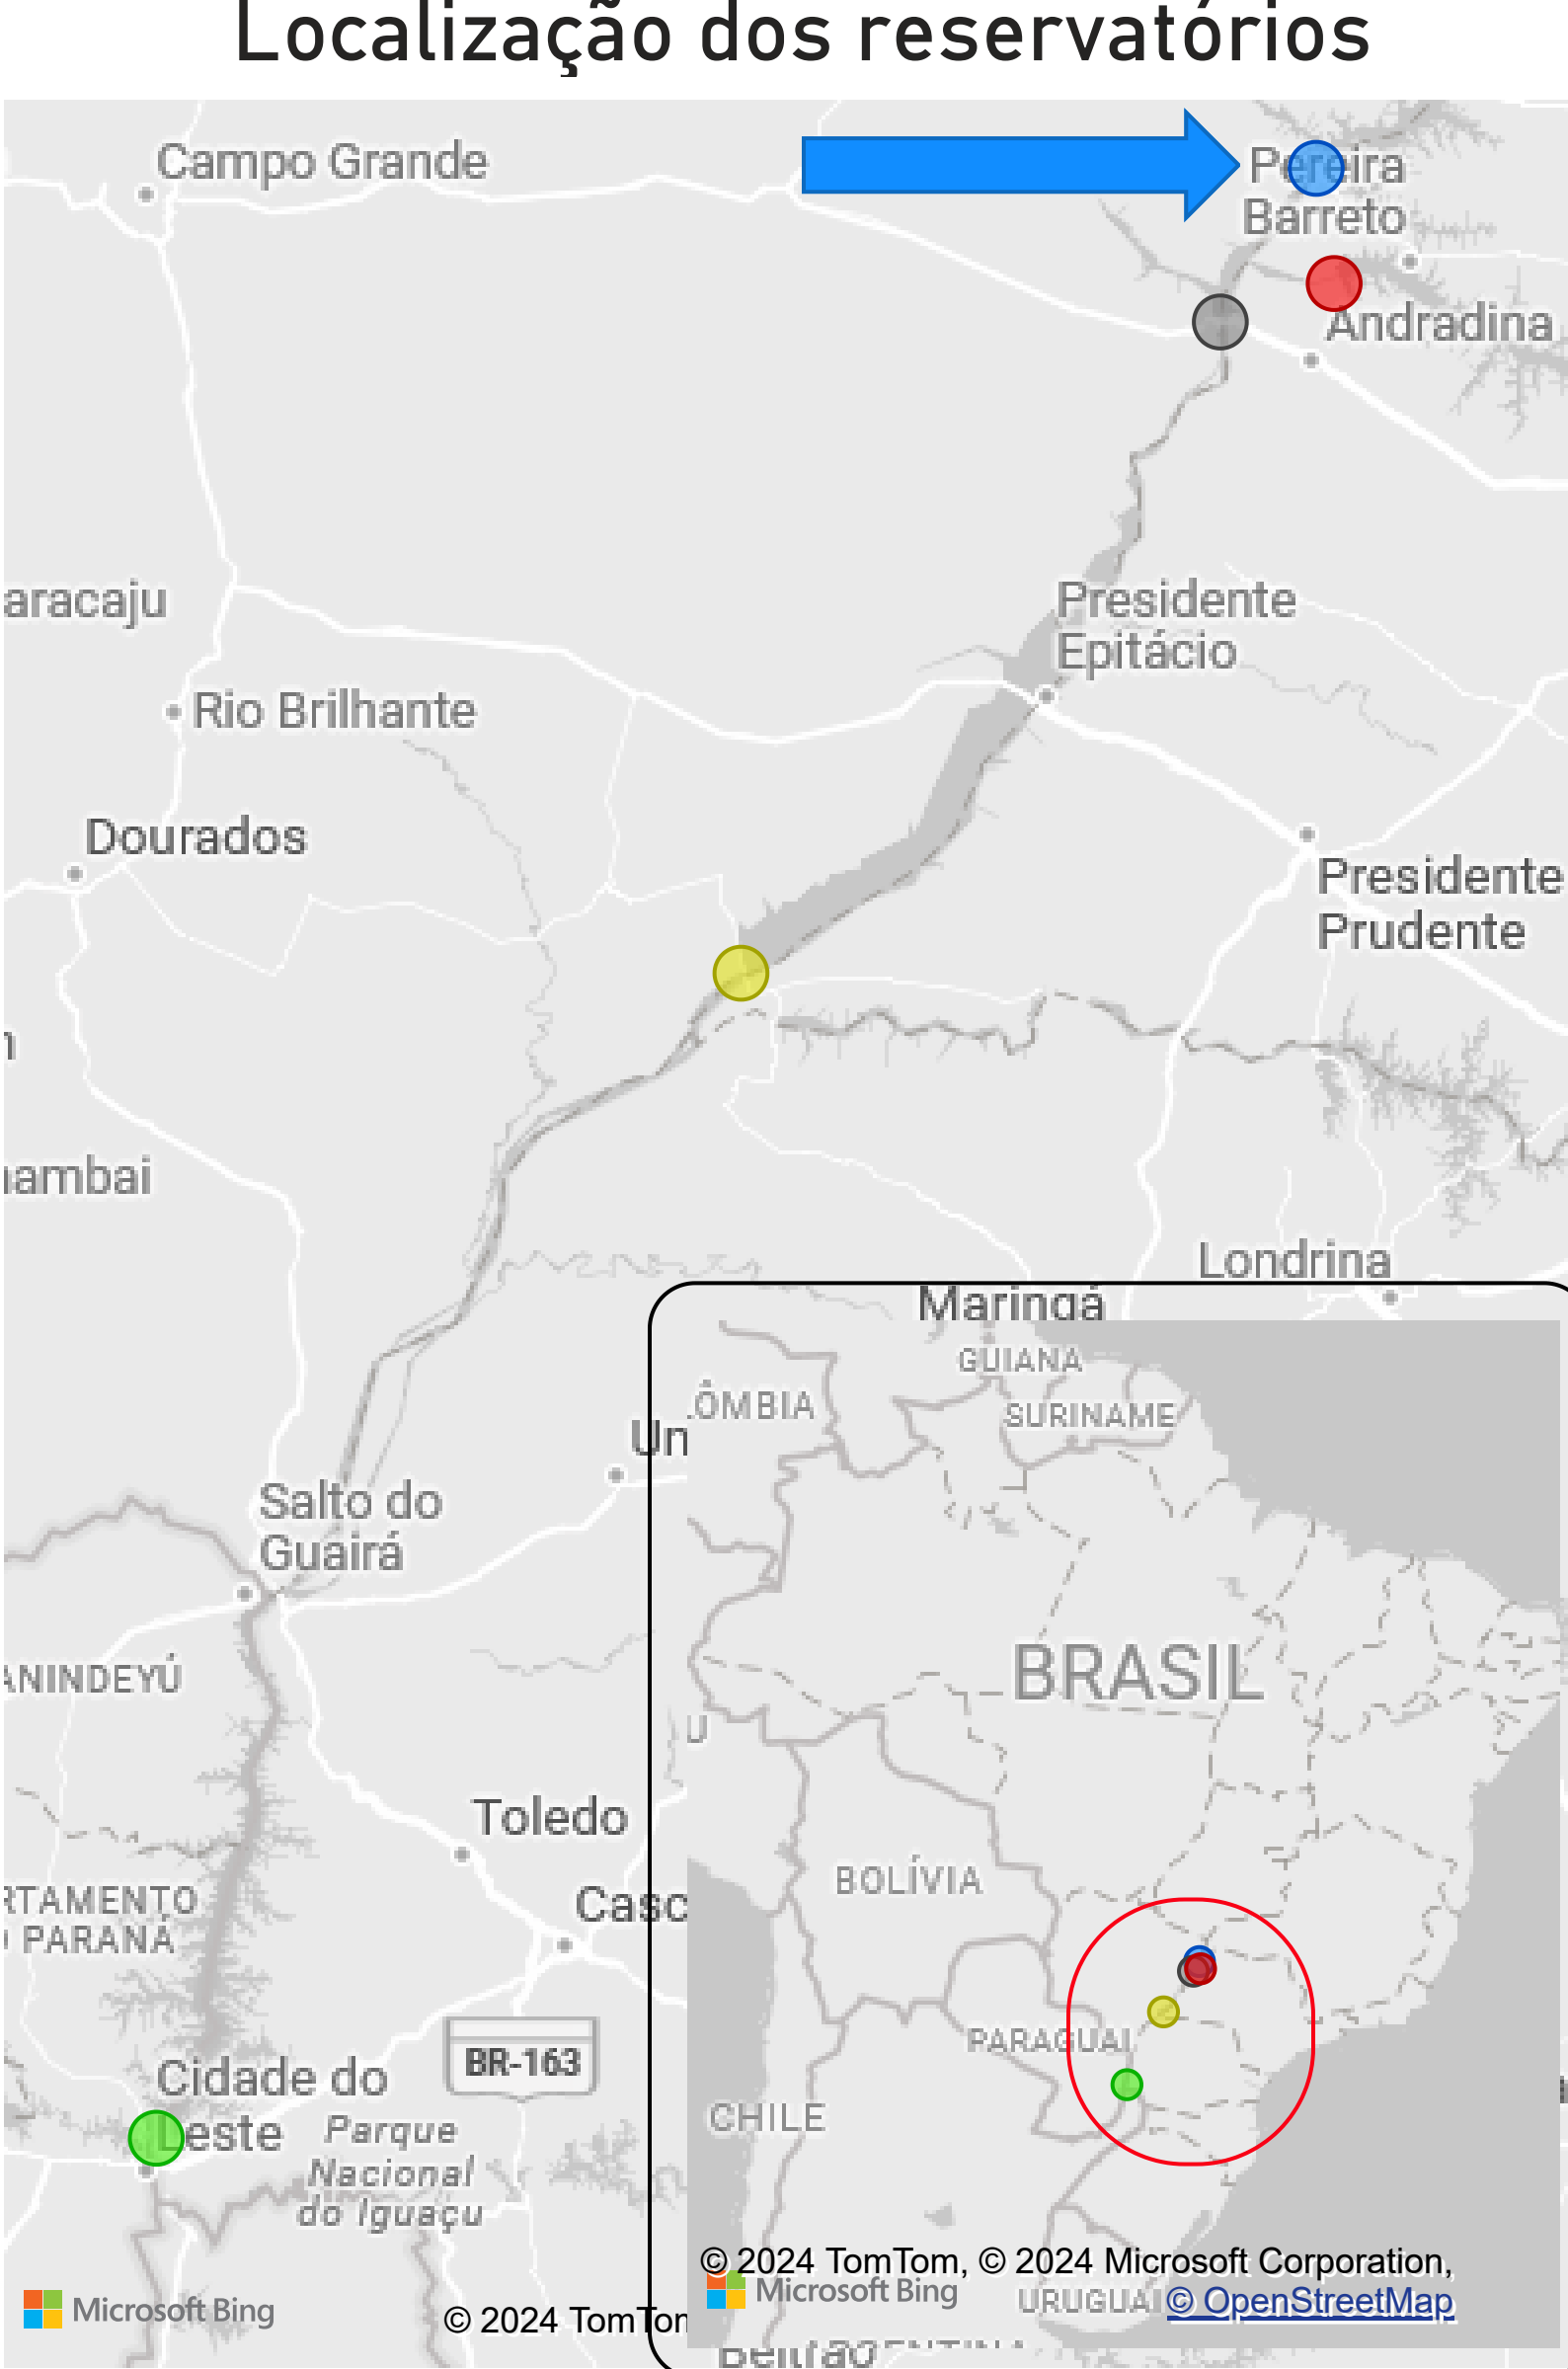 Localização dos reservatórios
Campo Grande
Pereira
Barreto
Andradina
aracaju
Presidente
Epitácio
Rio Brilhante
Dourados
Presidente
Prudente
ambai
Londrina
Maringá
GUIANA
ÔMBIA
SURINAME
Um
Salto do
Guairá
BRASIL
ANINDEYÚ
U
Toledo
BOLÍVIA
RTAMENTO
PARANÁ
Casc
PARAGUAI
BR-163
Cidade do
Leste
CHILE
Parque
Nacional
do Iguaçu
© 2024 TomTom, © 2024 Microsoft Corporation,
Microsoft Bing
URUGUAI
© OpenStreetMap
Microsoft Bing
© 2024 TomTom